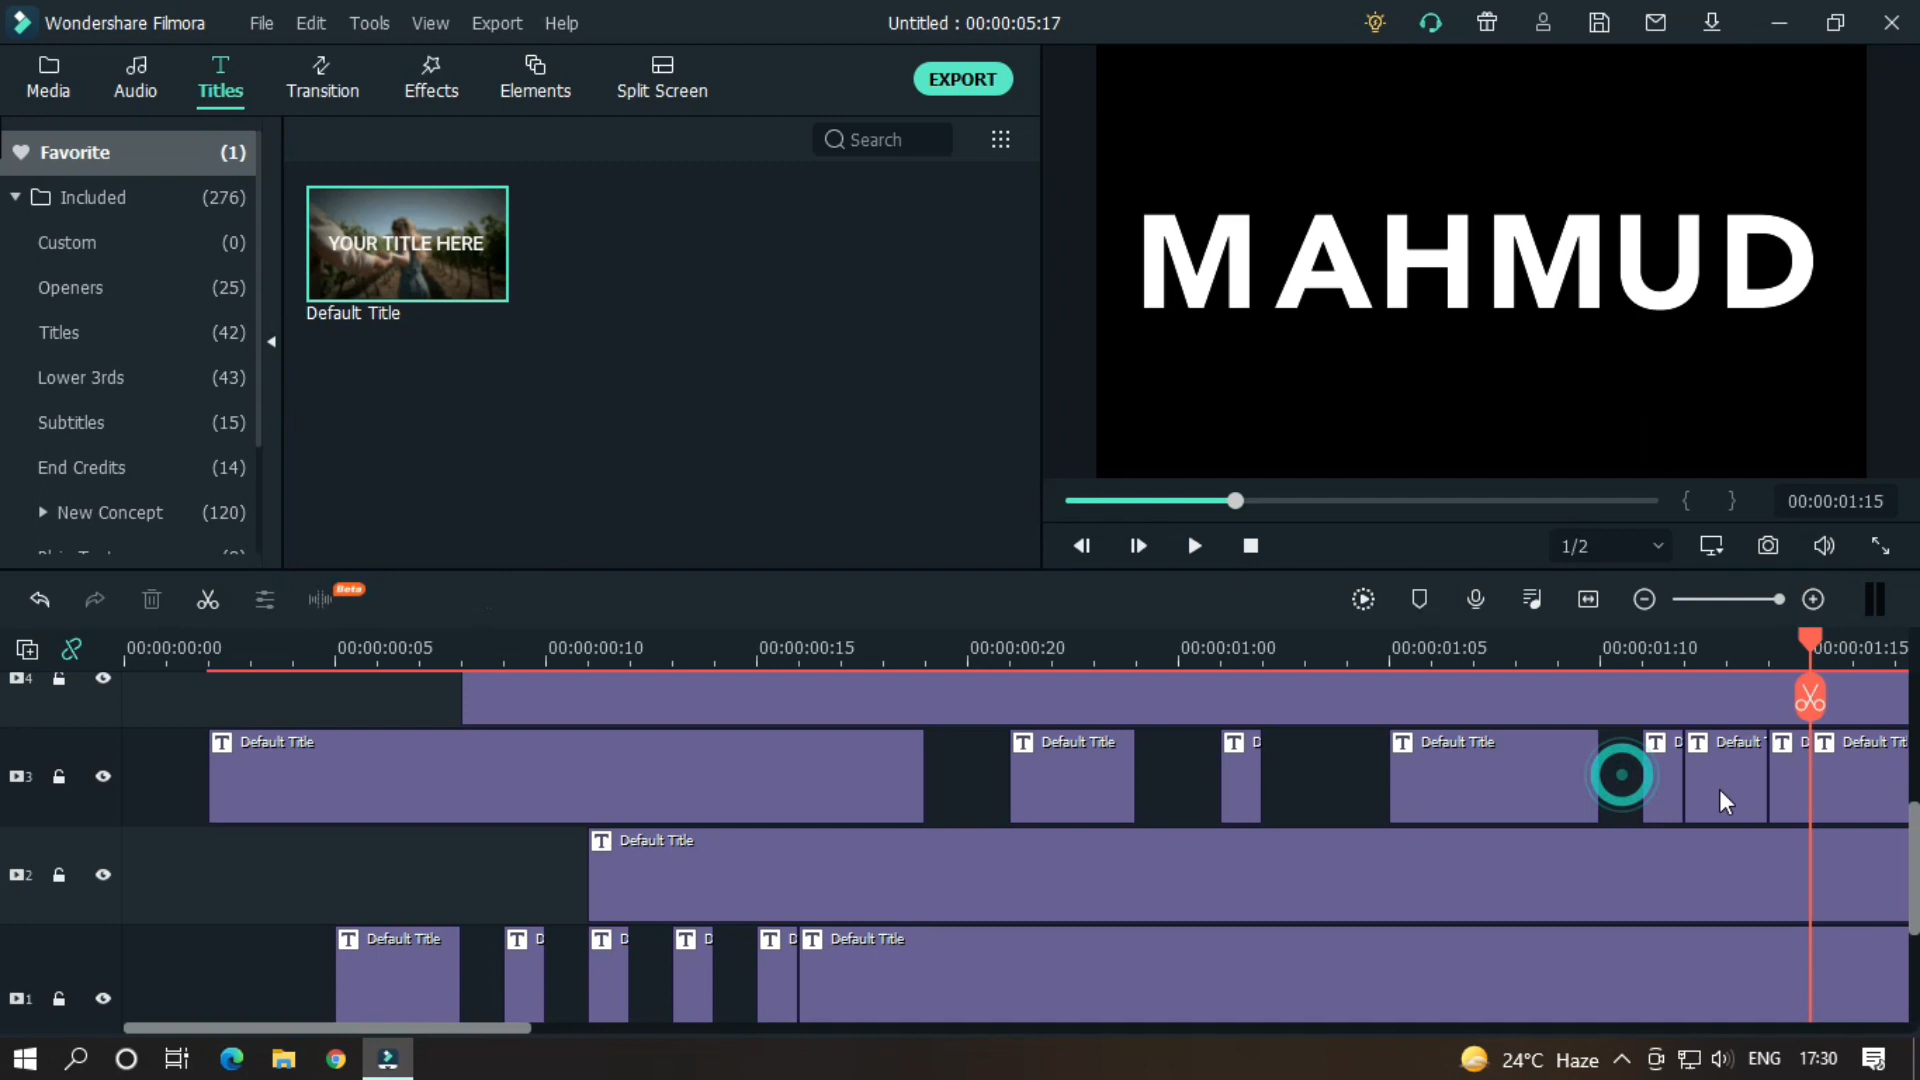 Wondershare Filmora File Edit Tools View Export Help Untitled : 00:00:05:17
Media Audio Titles Transition Effects Elements Split Screen EXPORT
Favorite (1)
Search
Included (276)
Custom (0)
Openers (25)
Titles (42)
Lower 3rds (43)
Subtitles (15)
End Credits (14)
New Concept (120)
YOUR TITLE HERE
Default Title
MAHMUD
{ } 00:00:01:15
1/2
Beta
00:00:00:00 00:00:00:05 00:00:00:10 00:00:00:15 00:00:00:20 00:00:01:00 00:00:01:05 00:00:01:10 00:00:01:15
4
3 T Default Title T Default Title T D T Default Title T D T Default T D T Default Tit
2 T Default Title
1 T Default Title T D T D T D T D T Default Title
24°C Haze ENG 17:30